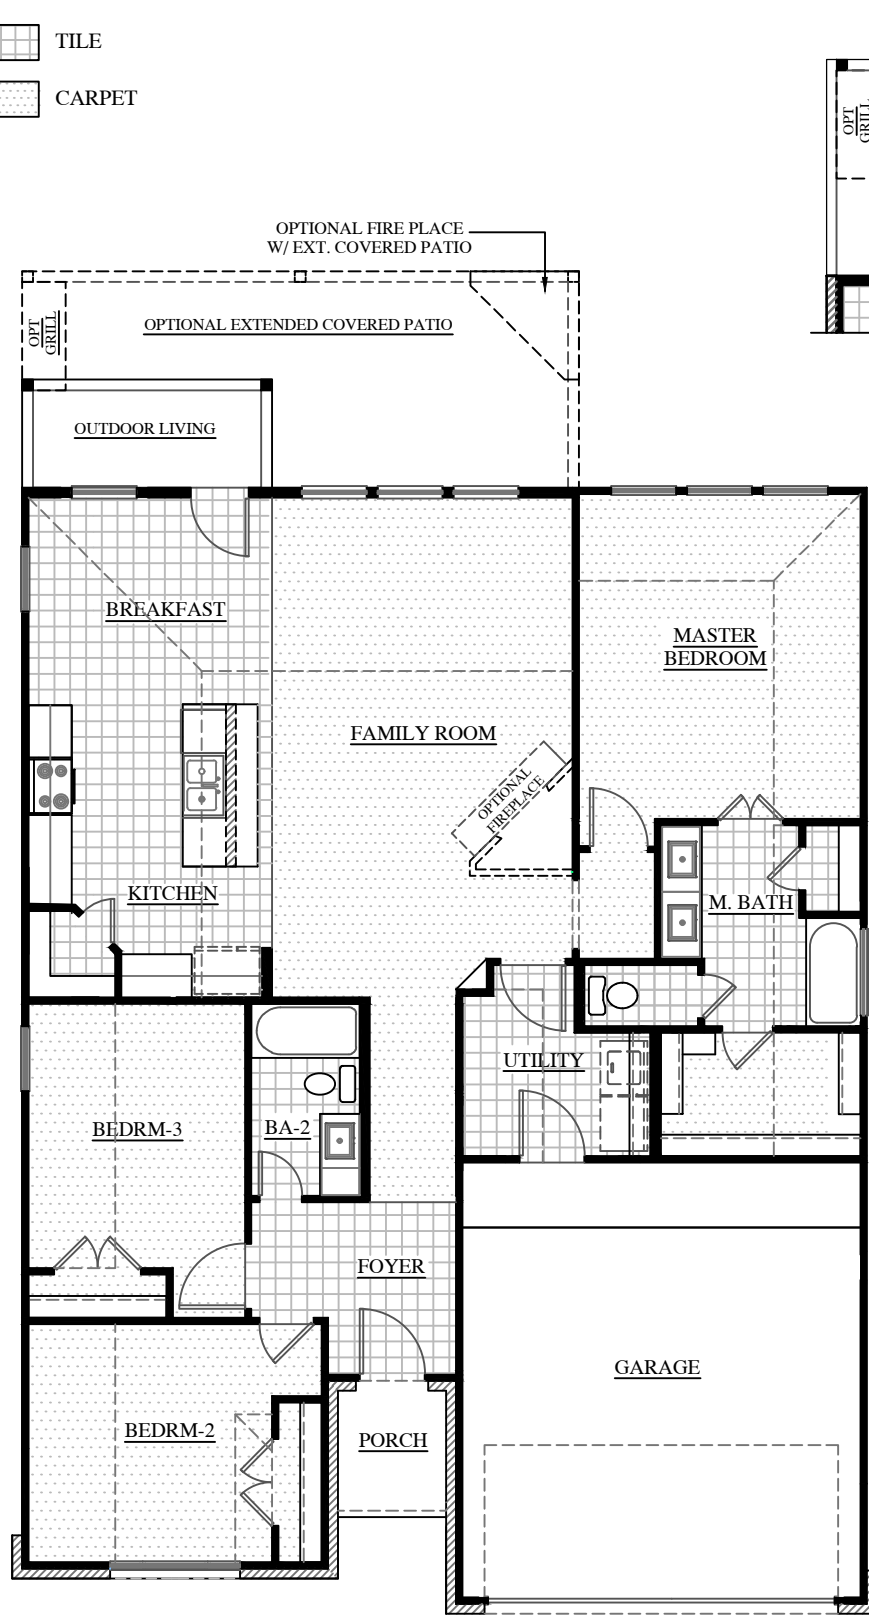 TILE
CARPET
OPT
GRILL
OPTIONAL FIRE PLACE
W/ EXT. COVERED PATIO
OPTIONAL EXTENDED COVERED PATIO
OPT
GRILL
OUTDOOR LIVING
BREAKFAST
MASTER
BEDROOM
FAMILY ROOM
OPTIONAL
FIREPLACE
KITCHEN
M. BATH
UTILITY
BEDRM-3
BA-2
FOYER
GARAGE
BEDRM-2
PORCH